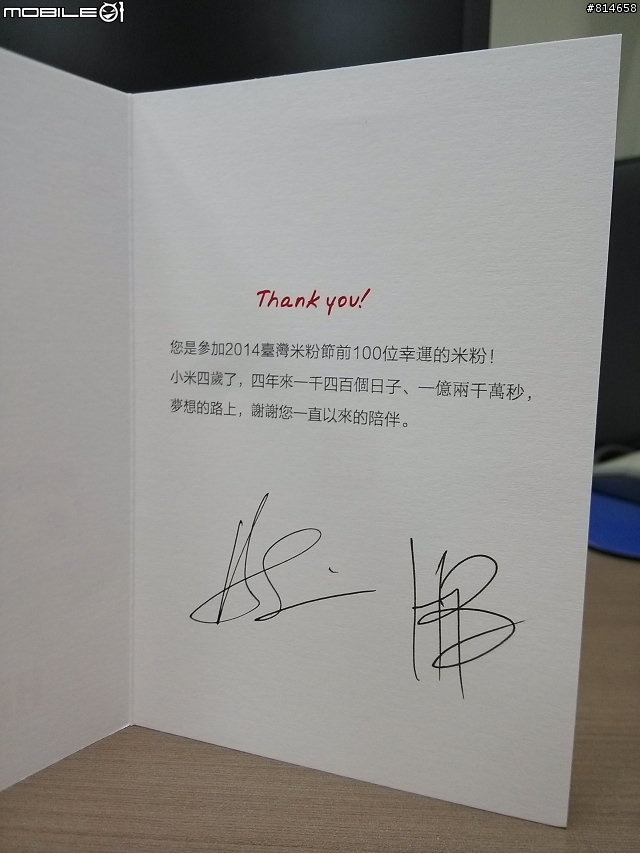 MOBILE01
#814658
Thank you!
您是參加2014臺灣米粉節前100位幸運的米粉！
小米四歲了，四年來一千四百個日子、一億兩千萬秒，
夢想的路上，謝謝您一直以來的陪伴。